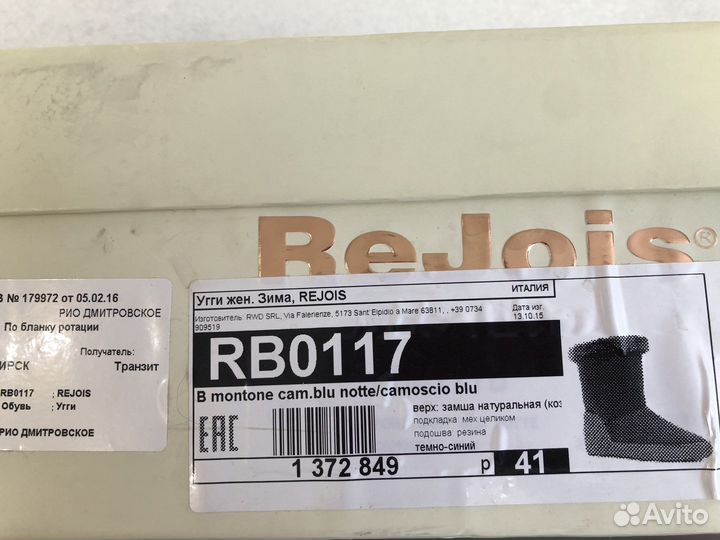 ReJois®
В № 179972 от 05.02.16
РИО ДМИТРОВСКОЕ
По бланку ротации
Получатель:
ИРСК Транзит
RB0117 : REJOIS
Обувь : Угги
РИО ДМИТРОВСКОЕ
Угги жен. Зима, REJOIS
ИТАЛИЯ
Изготовитель: RWD SRL, Via Falerienze, 5173 Sant`Elpidio a Mare 63811, , +39 0734
909519
Дата изг.
13.10.15
RB0117
B montone cam.blu notte/camoscio blu
EAC
верх: замша натуральная (коз
подкладка: мех целиком
подошва: резина
темно-синий
1 372 849
р 41
Avito